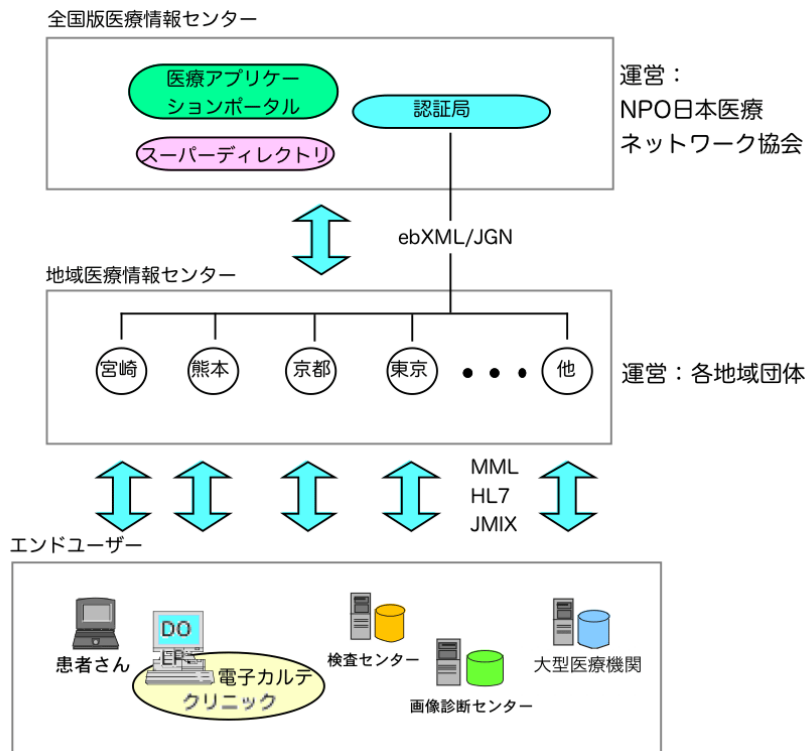 全国版医療情報センター
医療アプリケー
ションポータル
認証局
スーパーディレクトリ
運営：
NPO日本医療
ネットワーク協会
ebXML/JGN
地域医療情報センター
宮崎
熊本
京都
東京
・・・
他
運営：各地域団体
MML
HL7
JMIX
エンドユーザー
患者さん
DO
電子カルテ
クリニック
検査センター
画像診断センター
大型医療機関